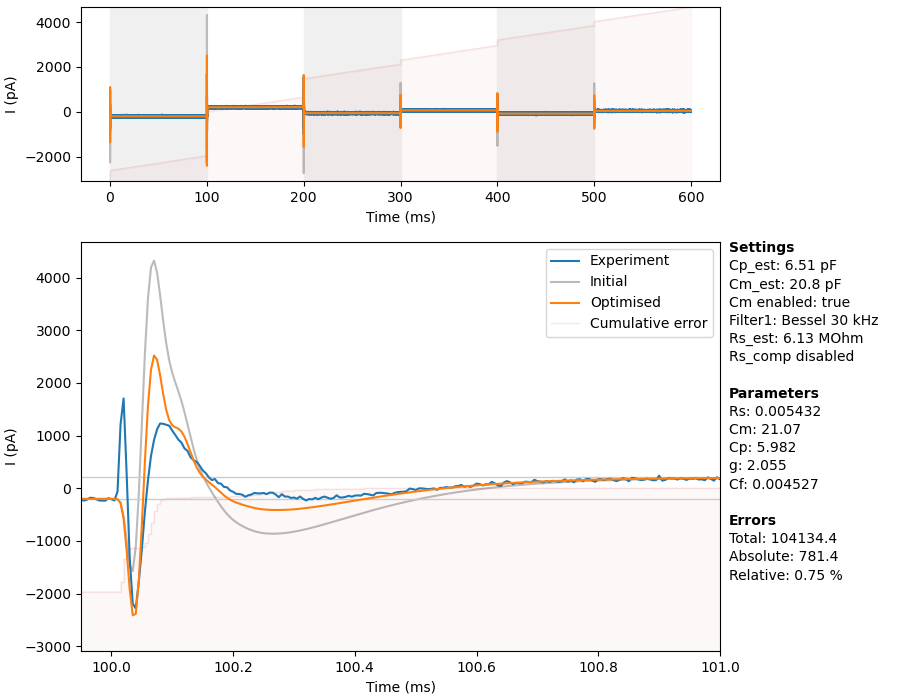 4000
2000
0
−2000
I (pA)
0 100 200 300 400 500 600
Time (ms)
4000
3000
2000
1000
0
−1000
−2000
−3000
I (pA)
Experiment
Initial
Optimised
Cumulative error
100.0 100.2 100.4 100.6 100.8 101.0
Time (ms)
Settings
Cp_est: 6.51 pF
Cm_est: 20.8 pF
Cm enabled: true
Filter1: Bessel 30 kHz
Rs_est: 6.13 MOhm
Rs_comp disabled
Parameters
Rs: 0.005432
Cm: 21.07
Cp: 5.982
g: 2.055
Cf: 0.004527
Errors
Total: 104134.4
Absolute: 781.4
Relative: 0.75 %